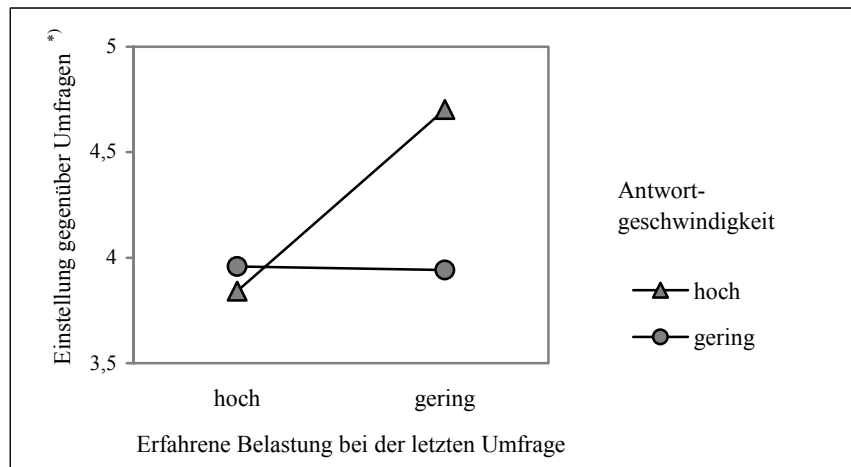 Einstellung gegenüber Umfragen *)
5
4,5
4
3,5
hoch
gering
Erfahrene Belastung bei der letzten Umfrage
Antwort-
geschwindigkeit
hoch
gering